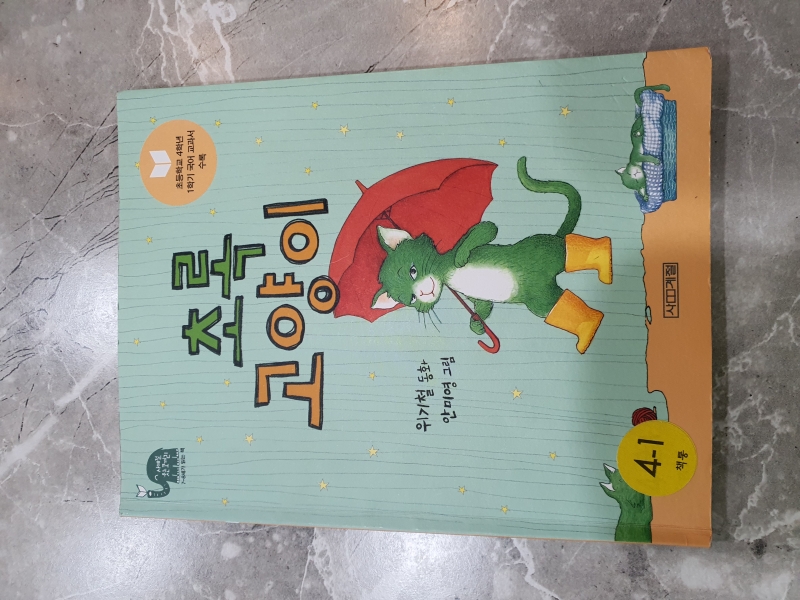 초등학교 4학년
1학기 국어 교과서
수록
초록
고양이
위기철 동화
안미영 그림
사계절
4-1
책봉